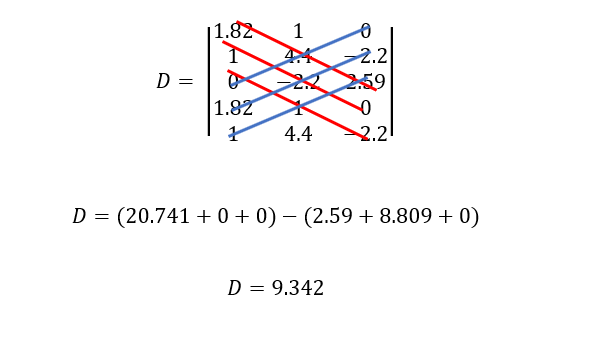 1.82 1 0
1 4.4 −2.2
D = 0 −2.2 2.59
1.82 1 0
1 4.4 −2.2
D = (20.741 + 0 + 0) − (2.59 + 8.809 + 0)
D = 9.342